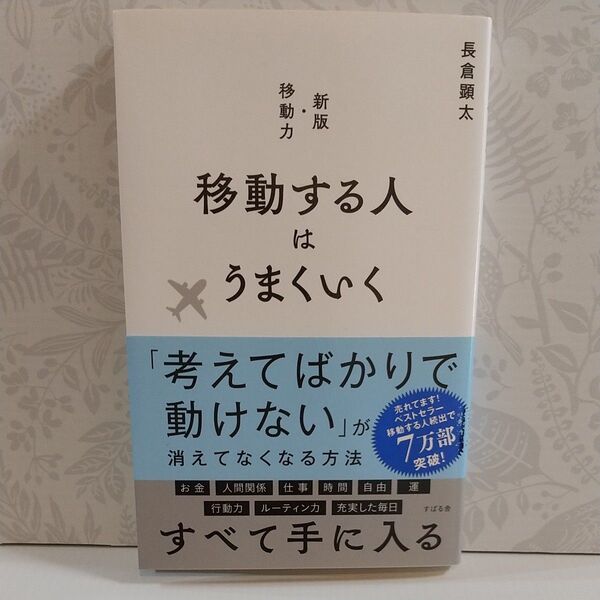 長倉顕太
新版・
移動力
移動する人
は
うまくいく
「考えてばかりで
動けない」が
消えてなくなる方法
売れてます!
ベストセラー
移動する人続出で
7万部
突破!
お金 人間関係 仕事 時間 自由 運
行動力 ルーティン力 充実した毎日
すばる舎
すべて手に入る